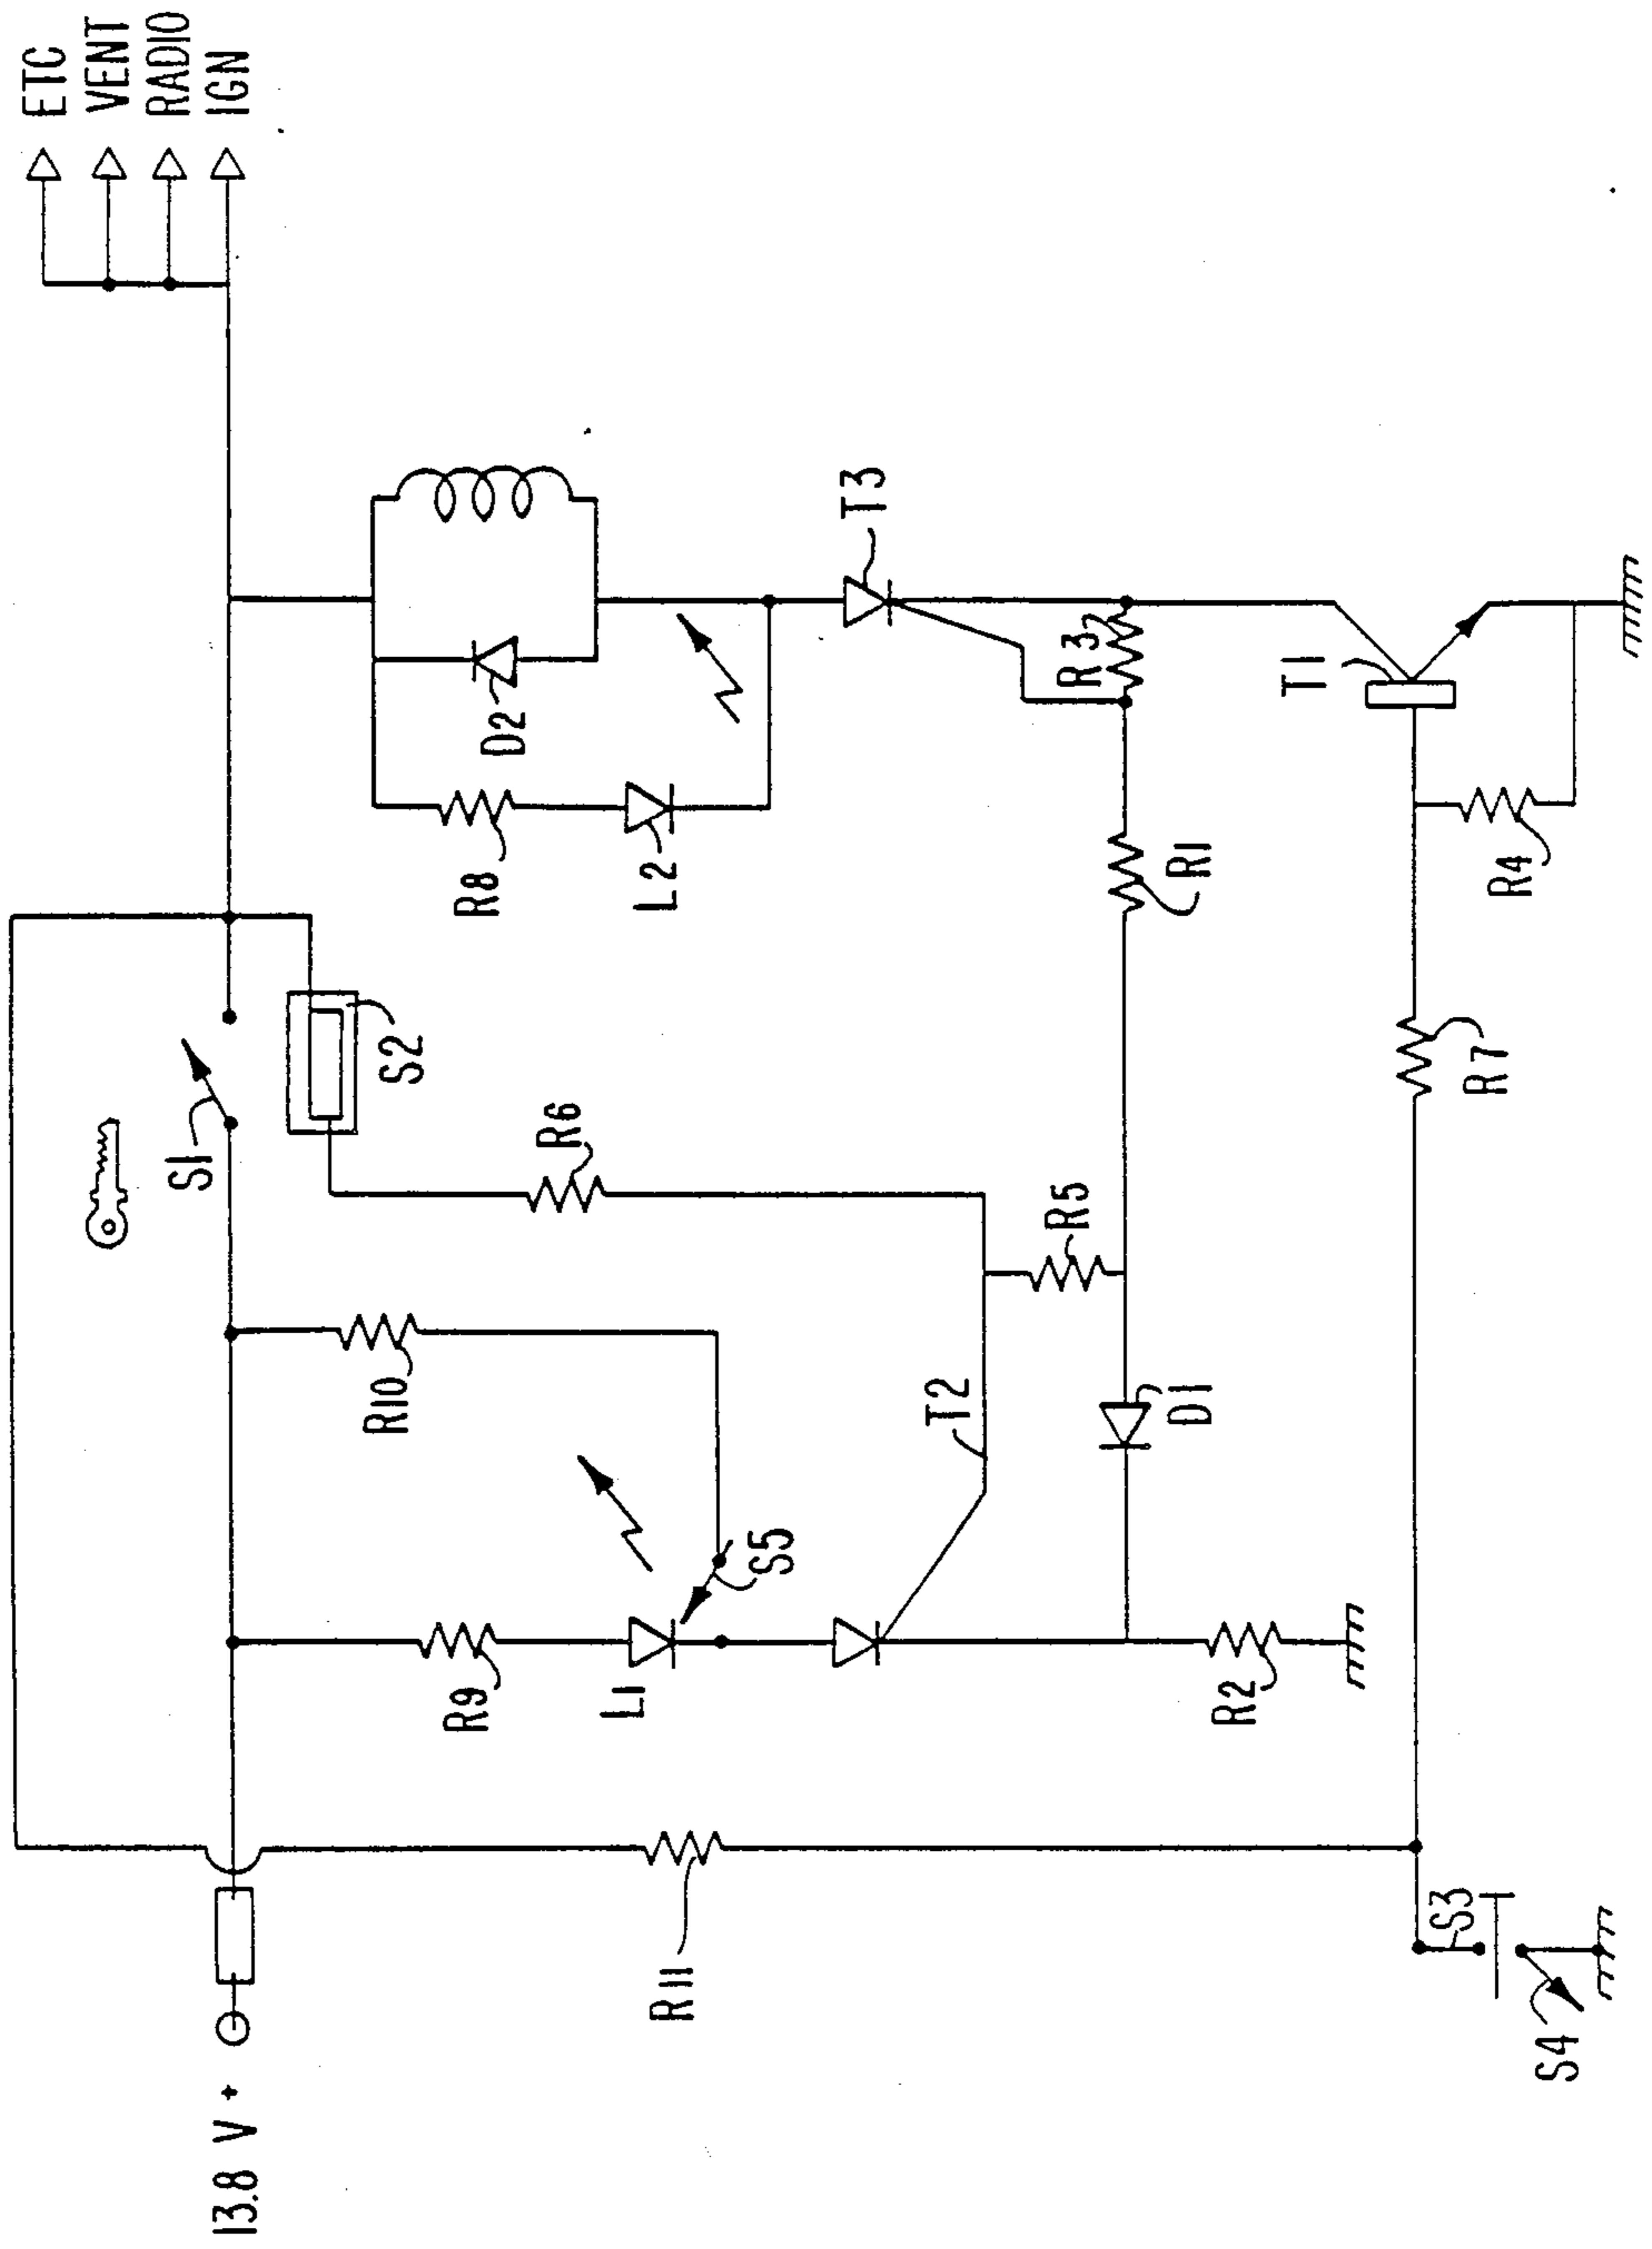 ETC
VENT
RADIO
IGN
13.8 V +
S1
S2
R6
R10
R9
L1
S5
T2
R5
D1
R2
R11
S3
S4
R7
R4
T1
R1
R3
T3
D2
R8
L2